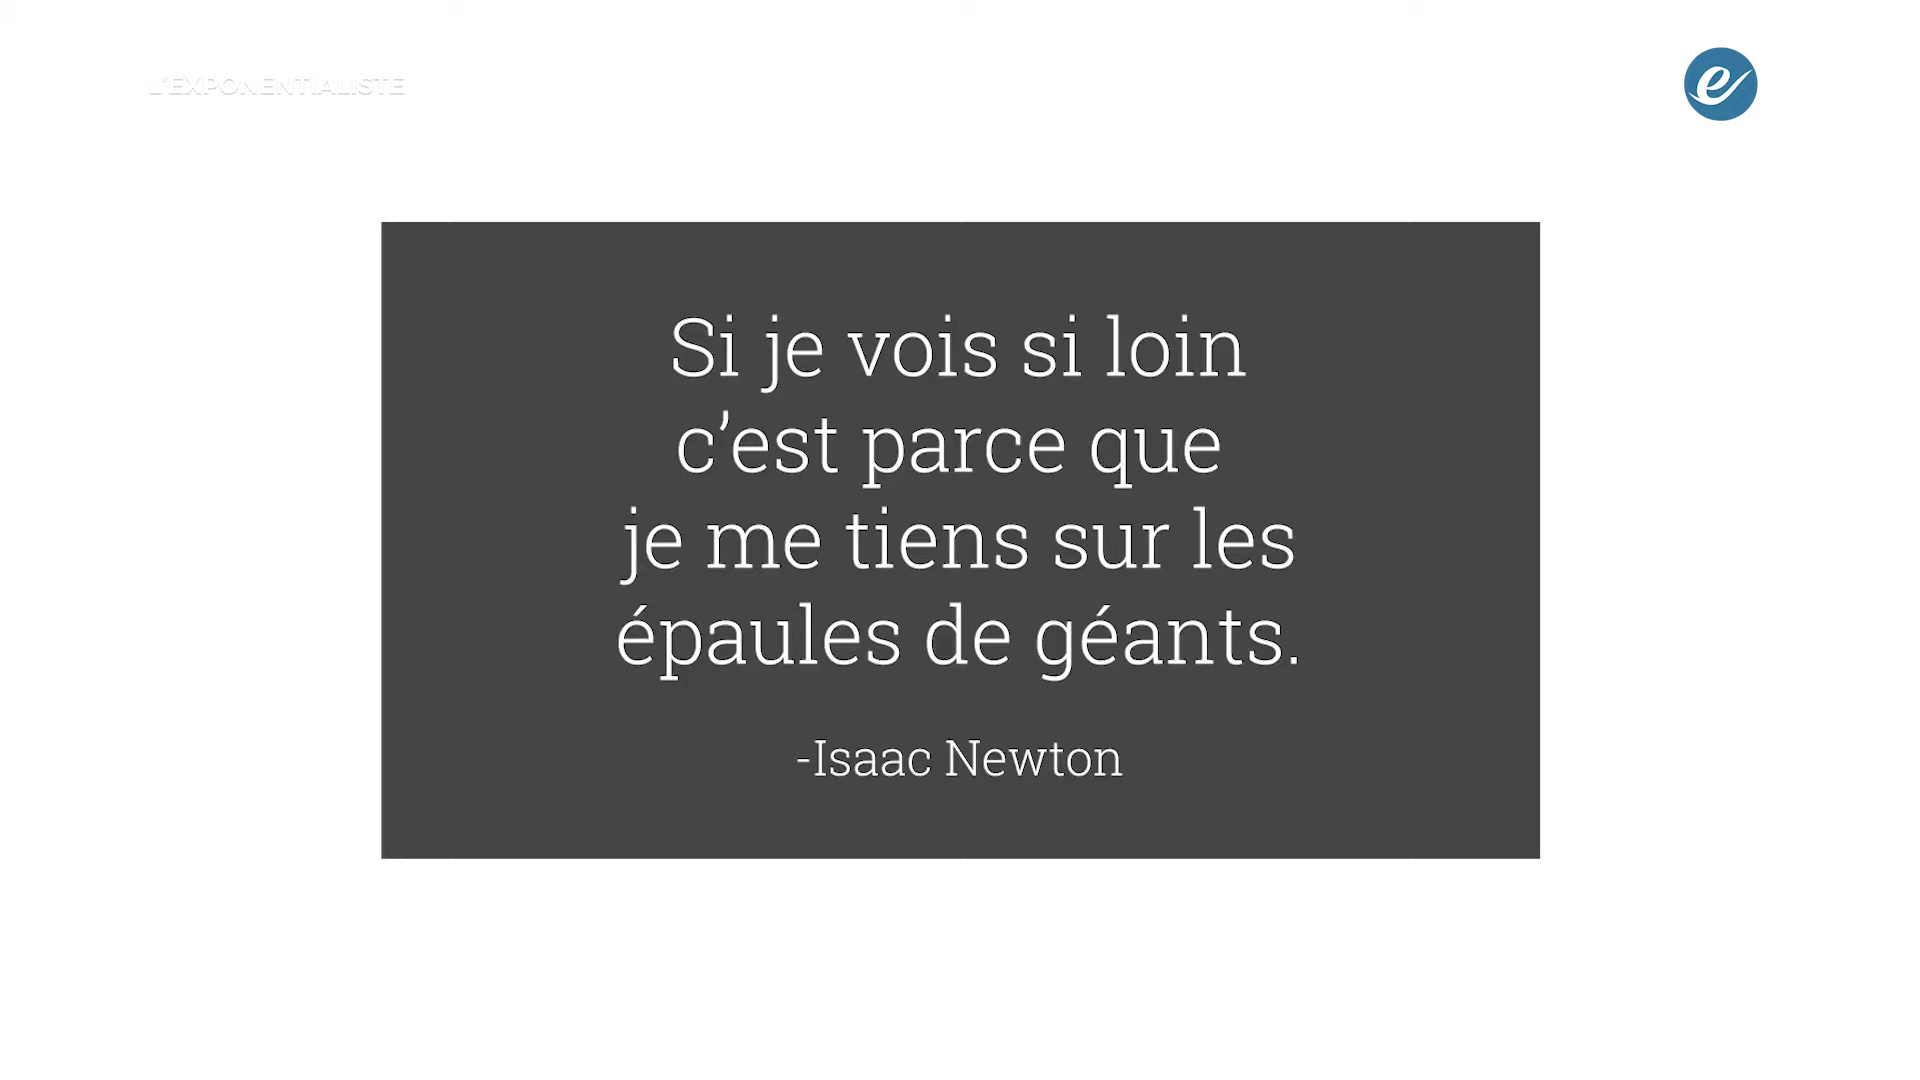 L'EXPONENTIALISTE
e
Si je vois si loin
c’est parce que
je me tiens sur les
épaules de géants.
-Isaac Newton